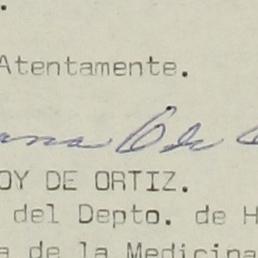 Atentamente.
OY DE ORTIZ.
del Depto. de H
a de la Medicina